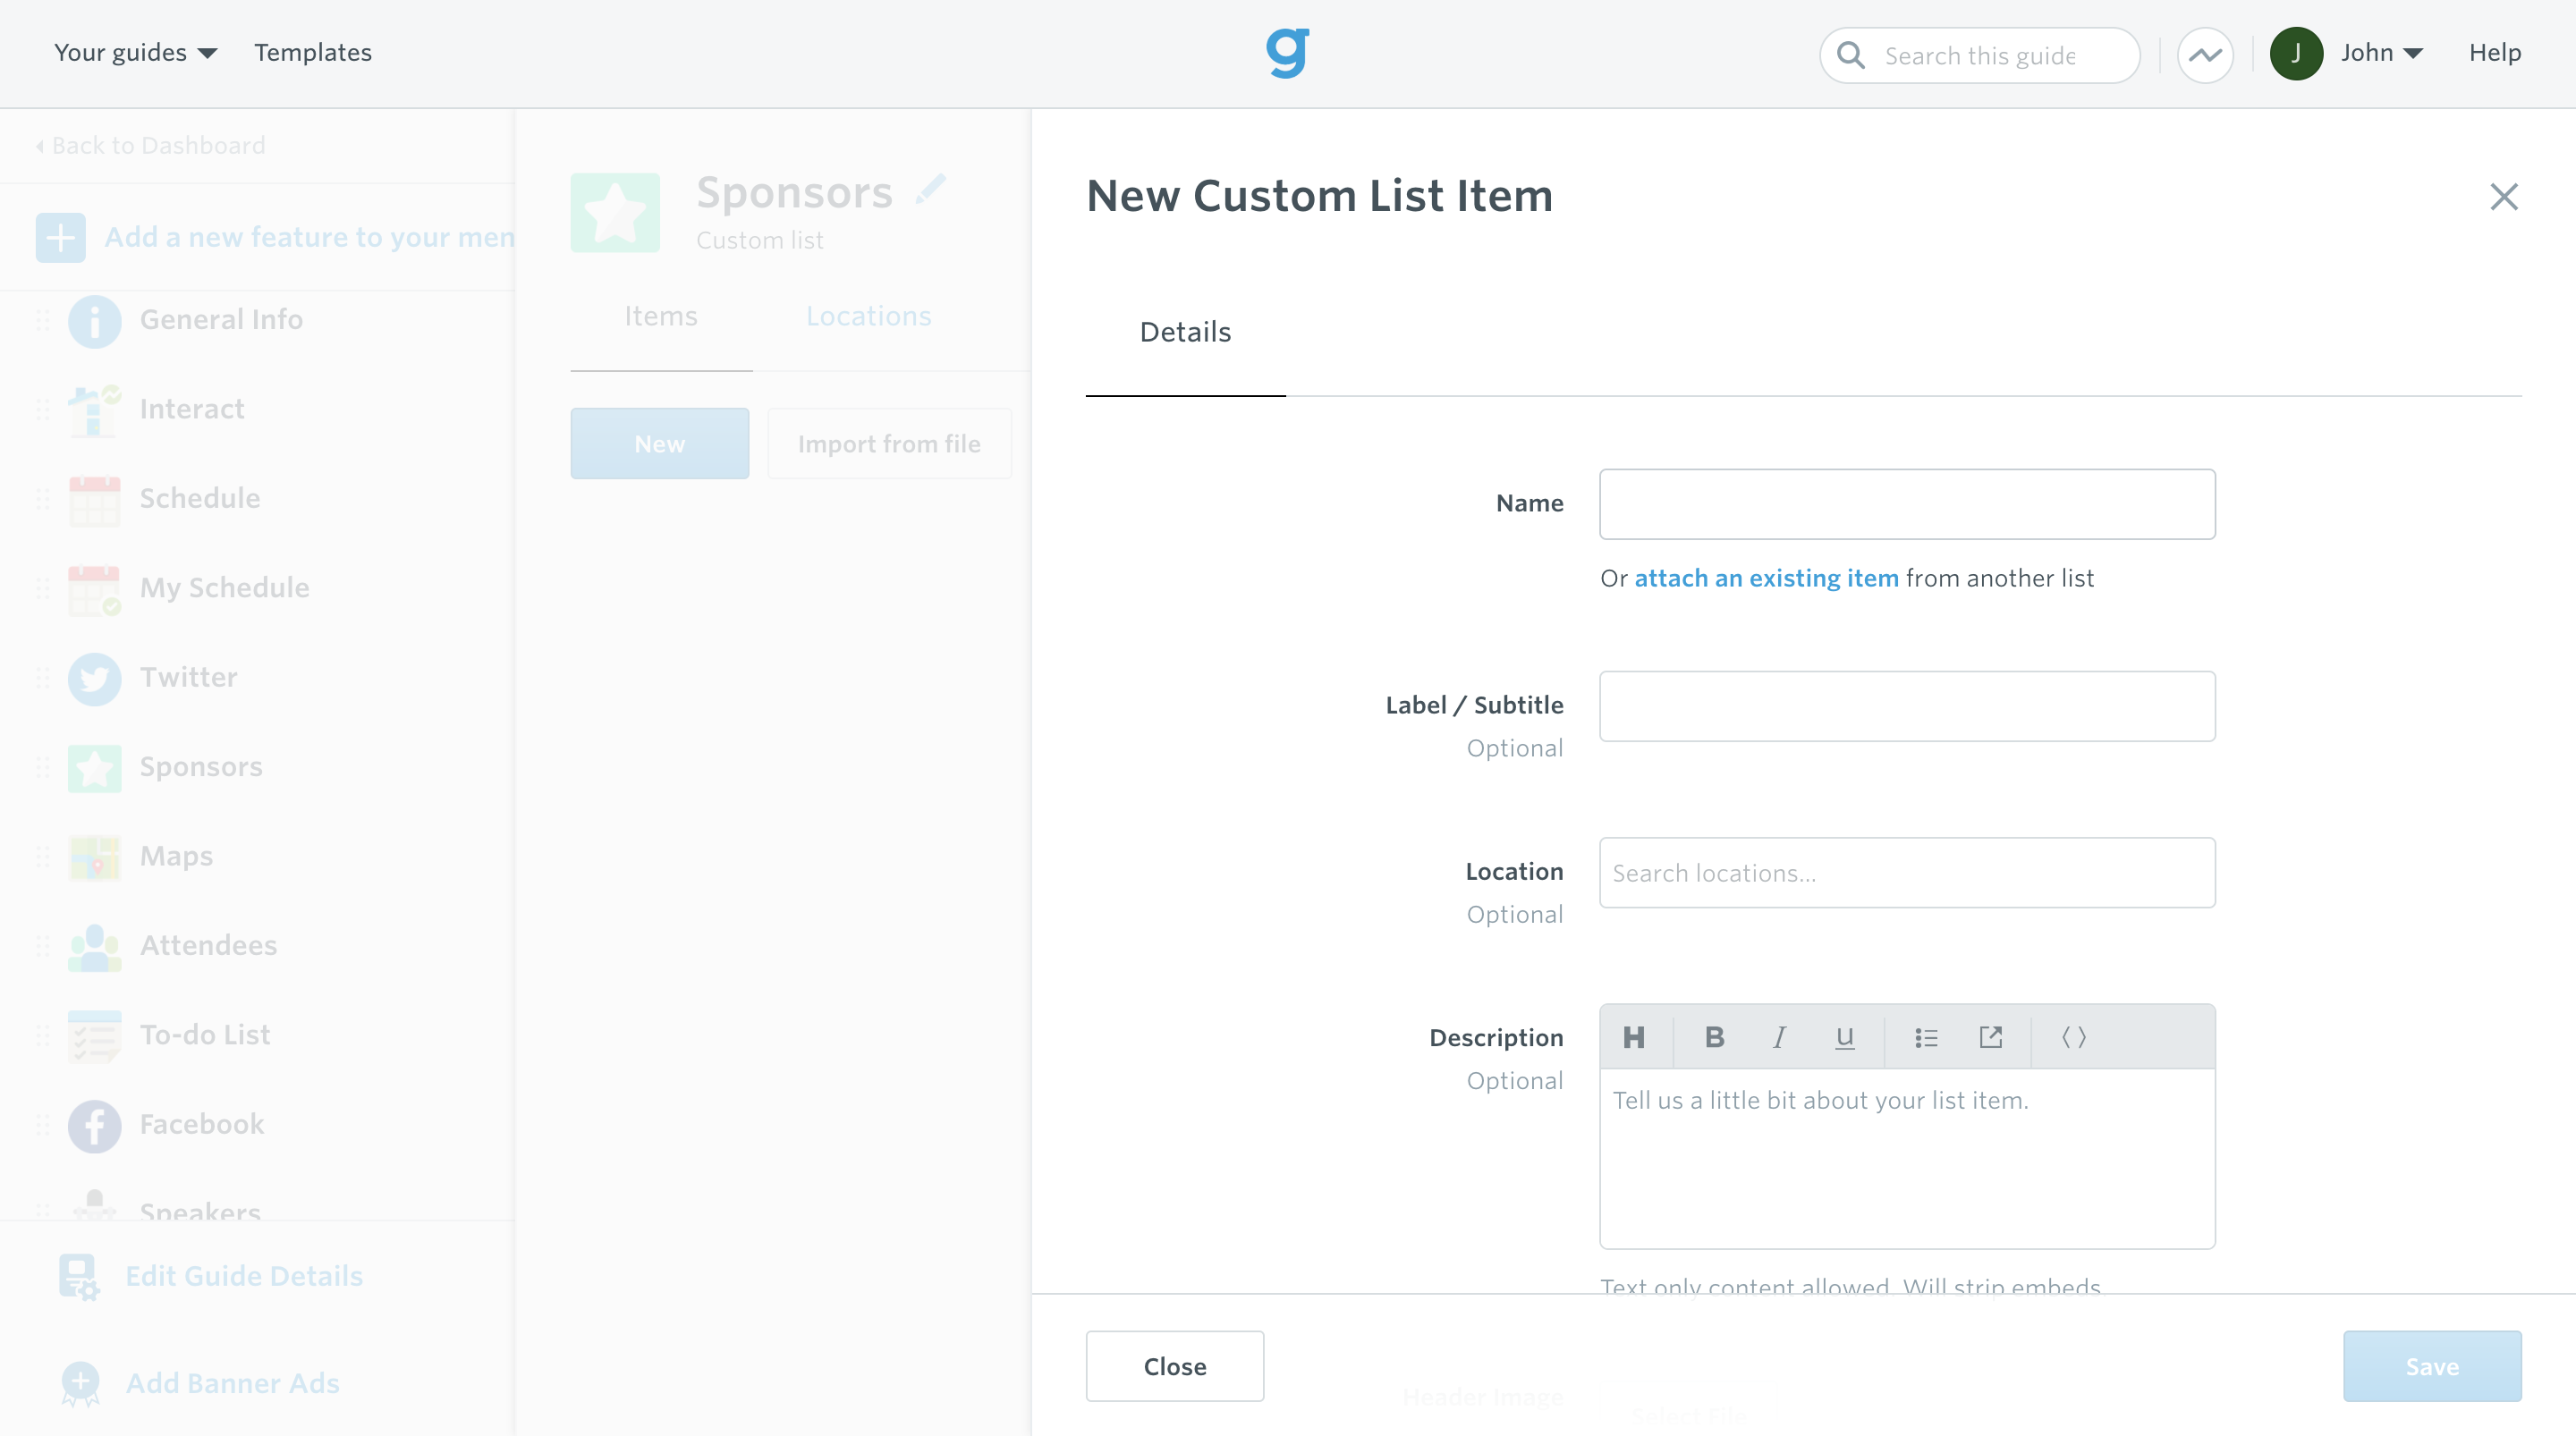 Your guides
Templates
g
Search this guide
J
John
Help
Back to Dashboard
Add a new feature to your men
General Info
Interact
Schedule
My Schedule
Twitter
Sponsors
Maps
Attendees
To-do List
Facebook
Speakers
Edit Guide Details
Add Banner Ads
Sponsors
Custom list
Items
Locations
New
Import from file
New Custom List Item
Details
Name
Or attach an existing item from another list
Label / Subtitle
Optional
Location
Optional
Search locations...
Description
Optional
H B I U
Tell us a little bit about your list item.
Text only content allowed. Will strip embeds
Close
Header Image
Select File
Save